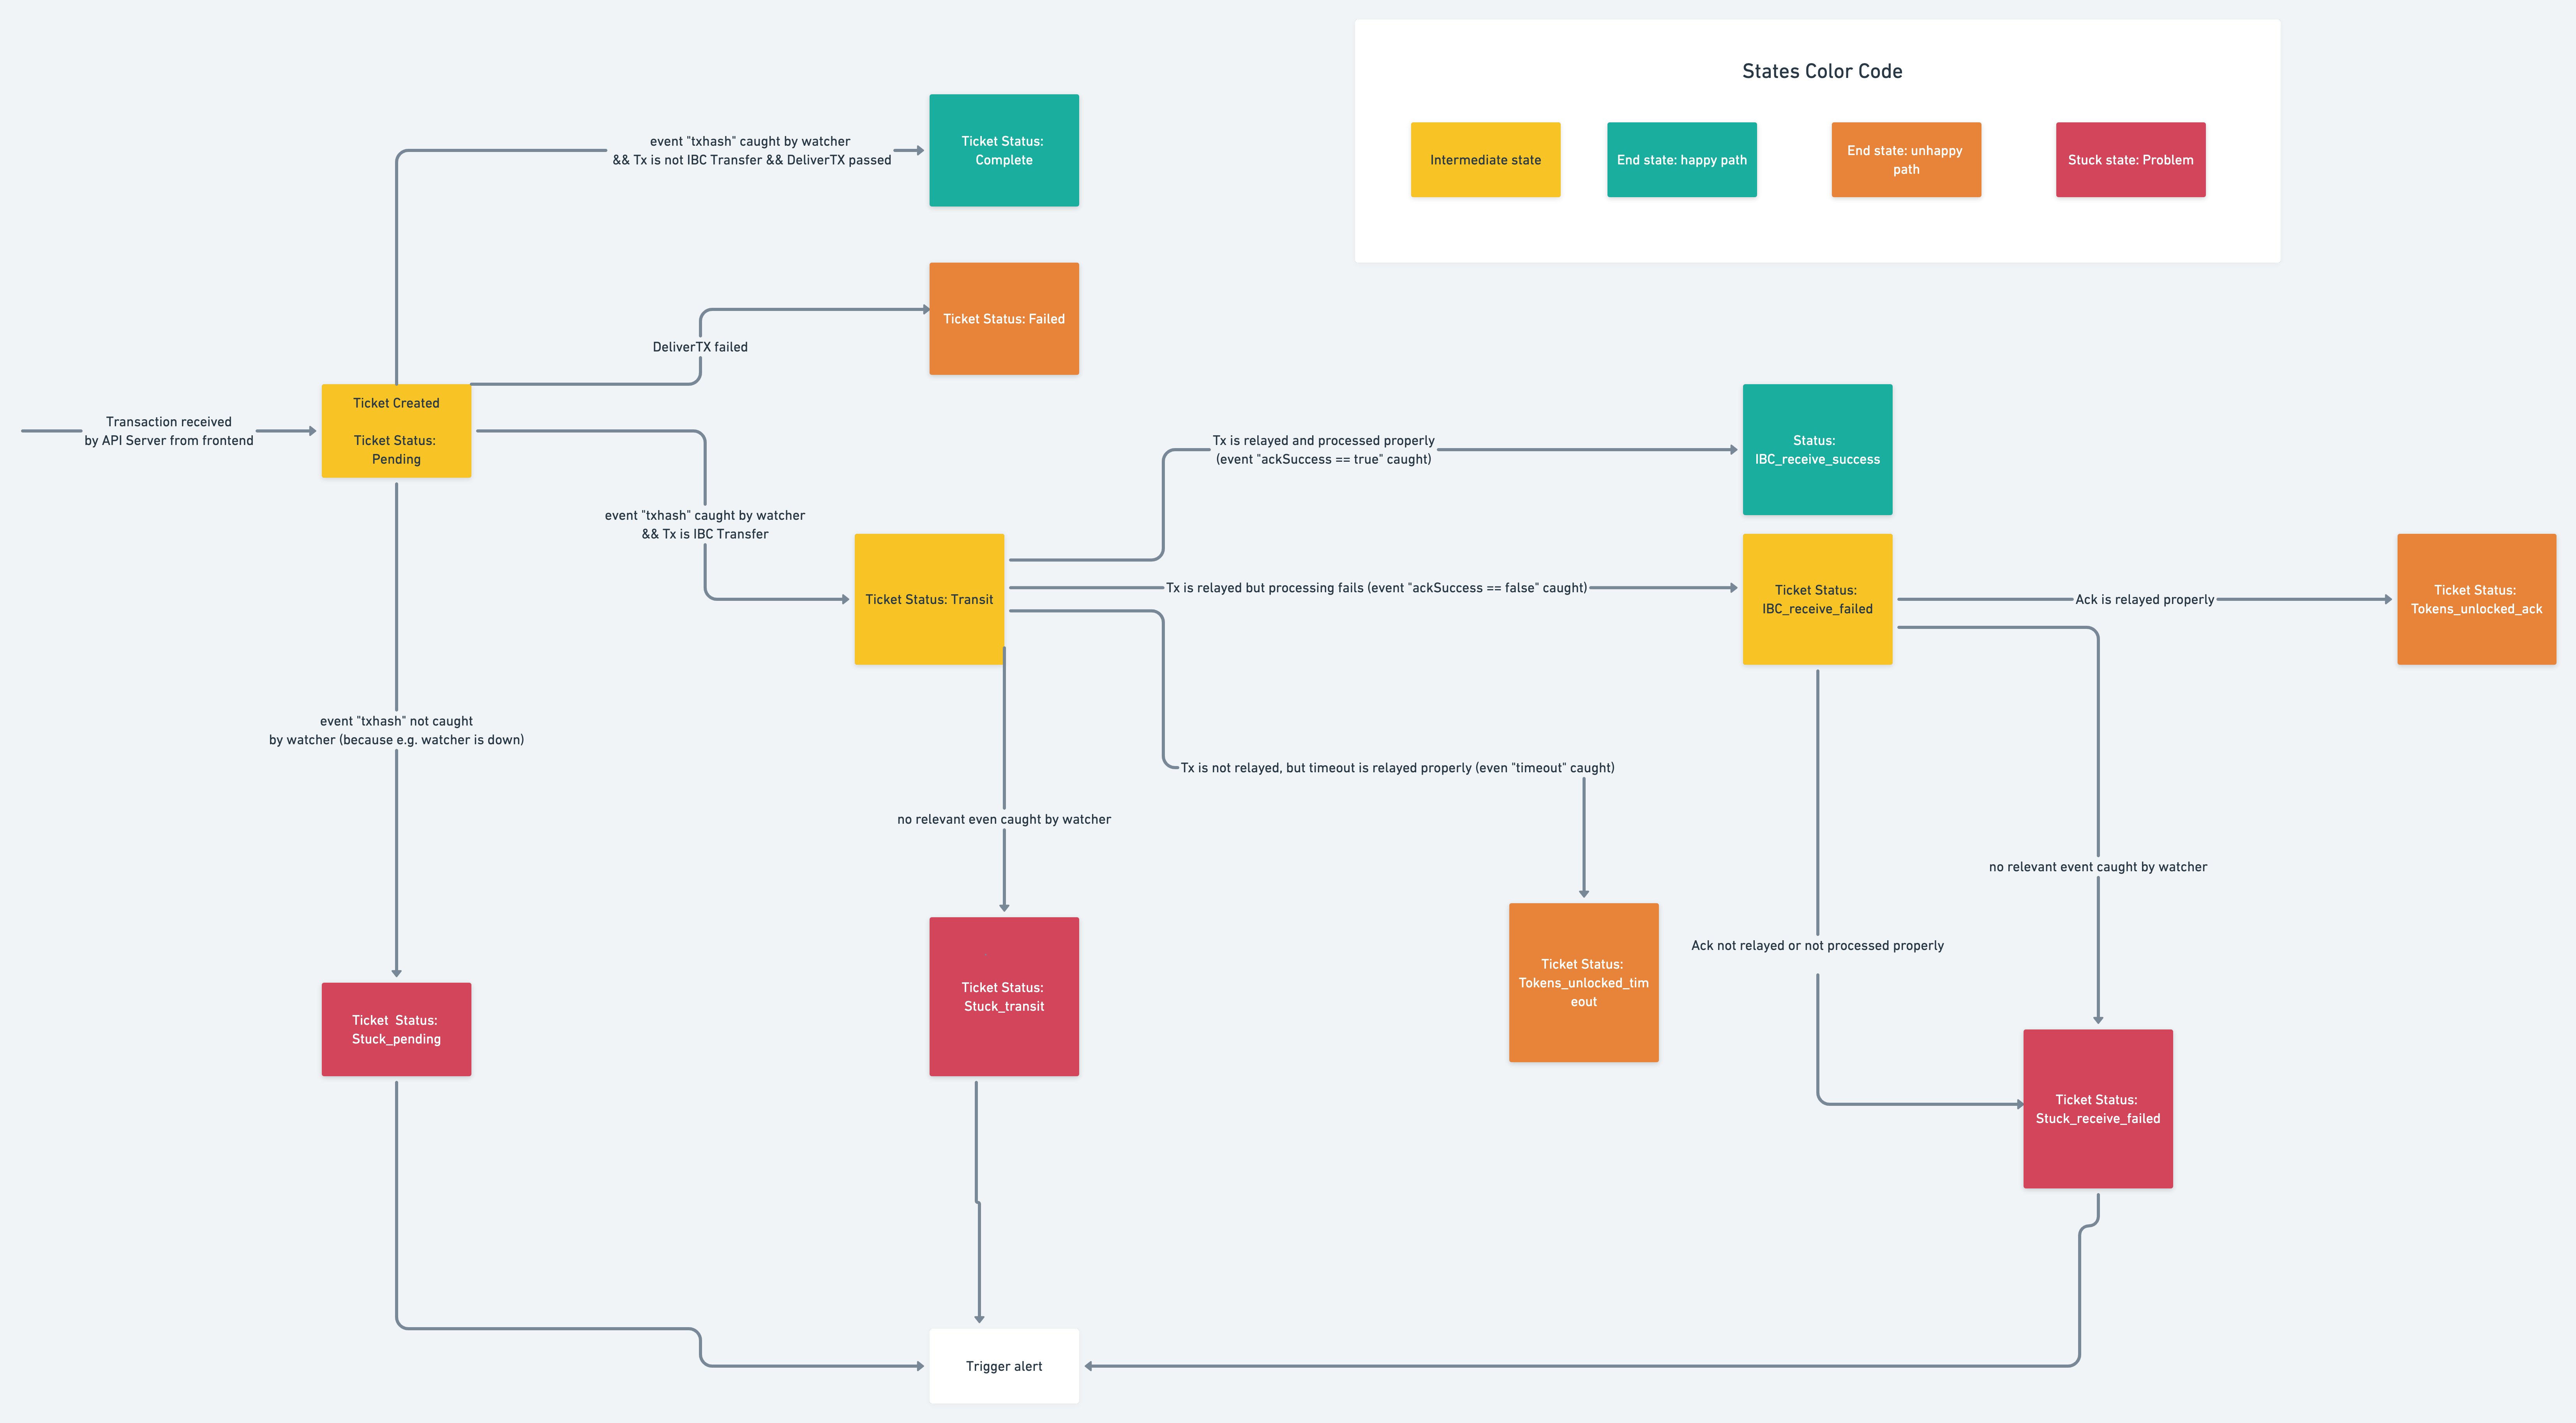 States Color Code
Intermediate state
End state: happy path
End state: unhappy
path
Stuck state: Problem
event "txhash" caught by watcher
&& Tx is not IBC Transfer && DeliverTX passed
Ticket Status:
Complete
DeliverTX failed
Ticket Status: Failed
Transaction received
by API Server from frontend
Ticket Created
Ticket Status:
Pending
event "txhash" caught by watcher
&& Tx is IBC Transfer
Ticket Status: Transit
Tx is relayed and processed properly
(event "ackSuccess == true" caught)
Status:
IBC_receive_success
Tx is relayed but processing fails (event "ackSuccess == false" caught)
Ticket Status:
IBC_receive_failed
Ack is relayed properly
Ticket Status:
Tokens_unlocked_ack
event "txhash" not caught
by watcher (because e.g. watcher is down)
Tx is not relayed, but timeout is relayed properly (even "timeout" caught)
no relevant even caught by watcher
no relevant event caught by watcher
Ack not relayed or not processed properly
Ticket Status:
Tokens_unlocked_tim
eout
Ticket Status:
Stuck_transit
Ticket  Status:
Stuck_pending
Ticket Status:
Stuck_receive_failed
Trigger alert